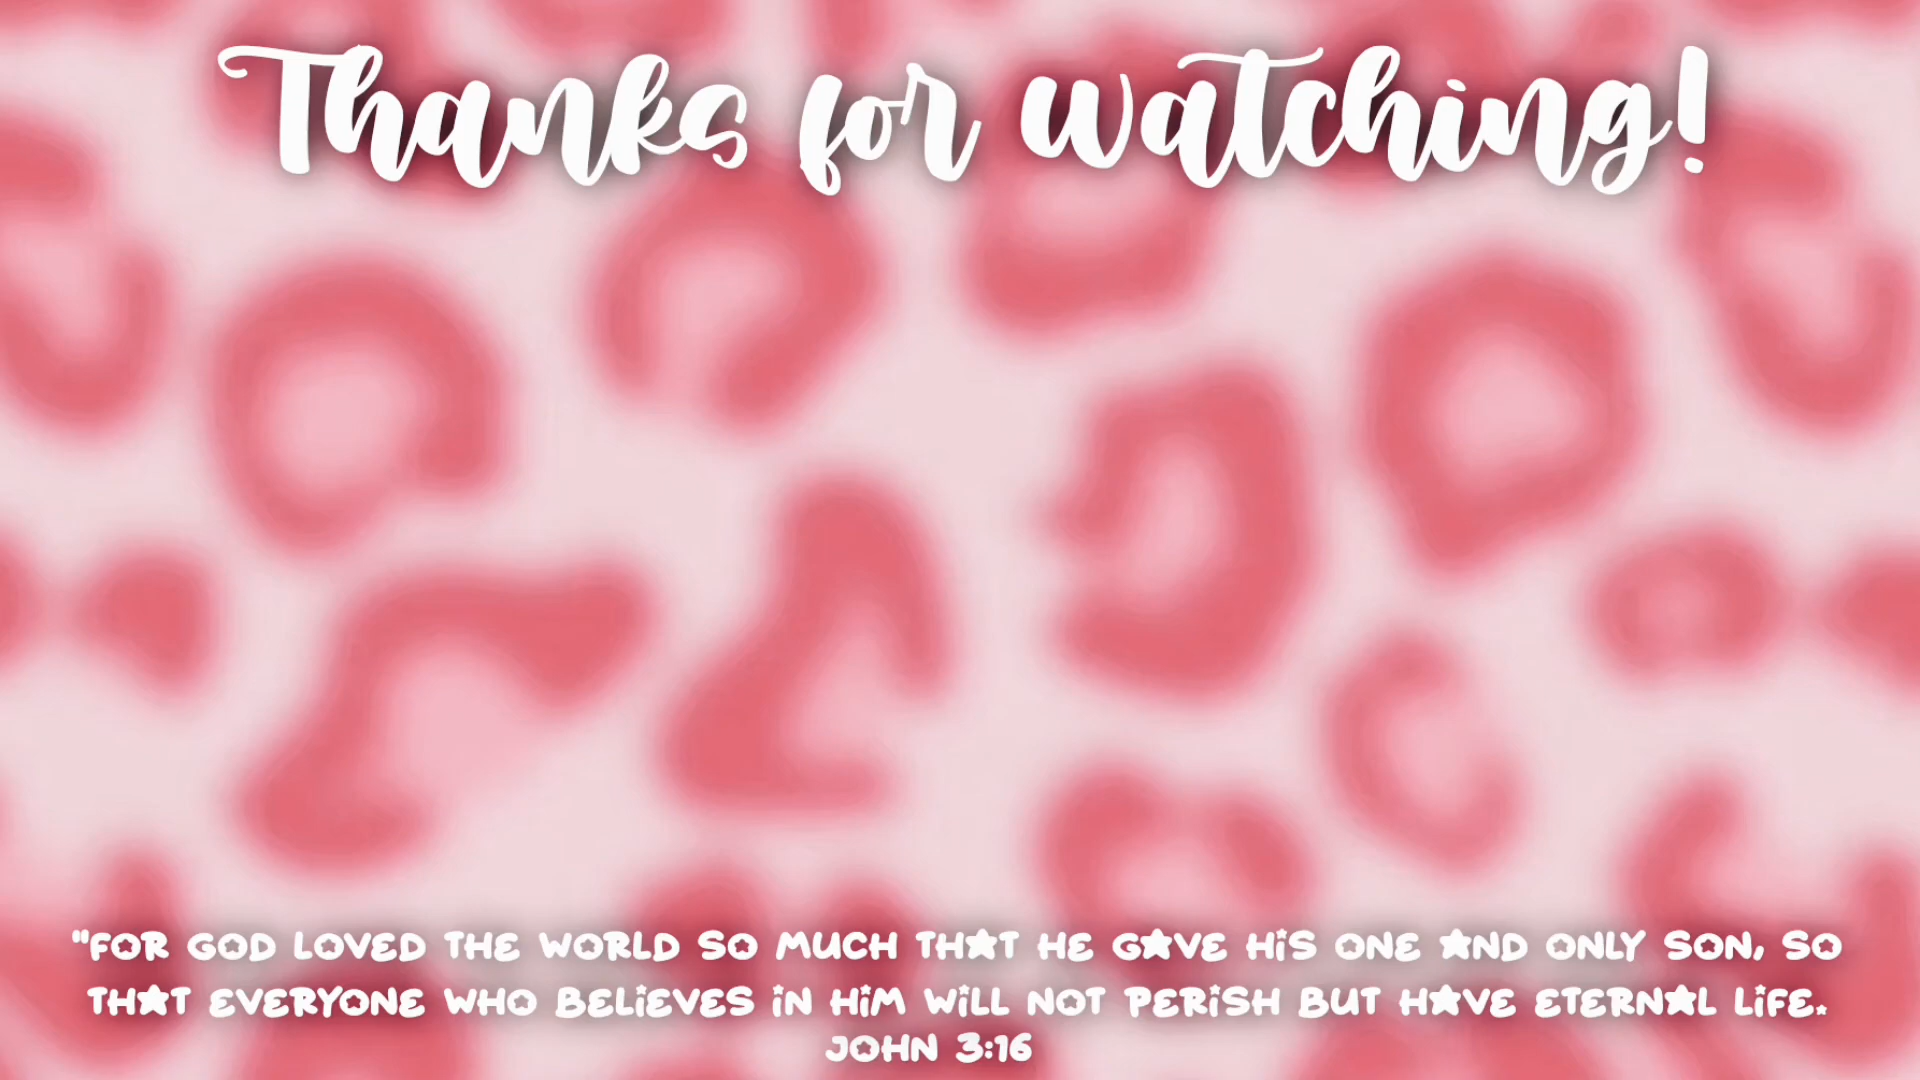 Thanks for watching!
"FOR GOD LOVED THE WORLD SO MUCH THAT HE GAVE HiS ONE AND ONLY SON, SO
THAT EVERYONE WHO BELiEVES iN HiM WiLL NOT PERiSH BUT HAVE ETERNAL LiFE.
JOHN 3:16